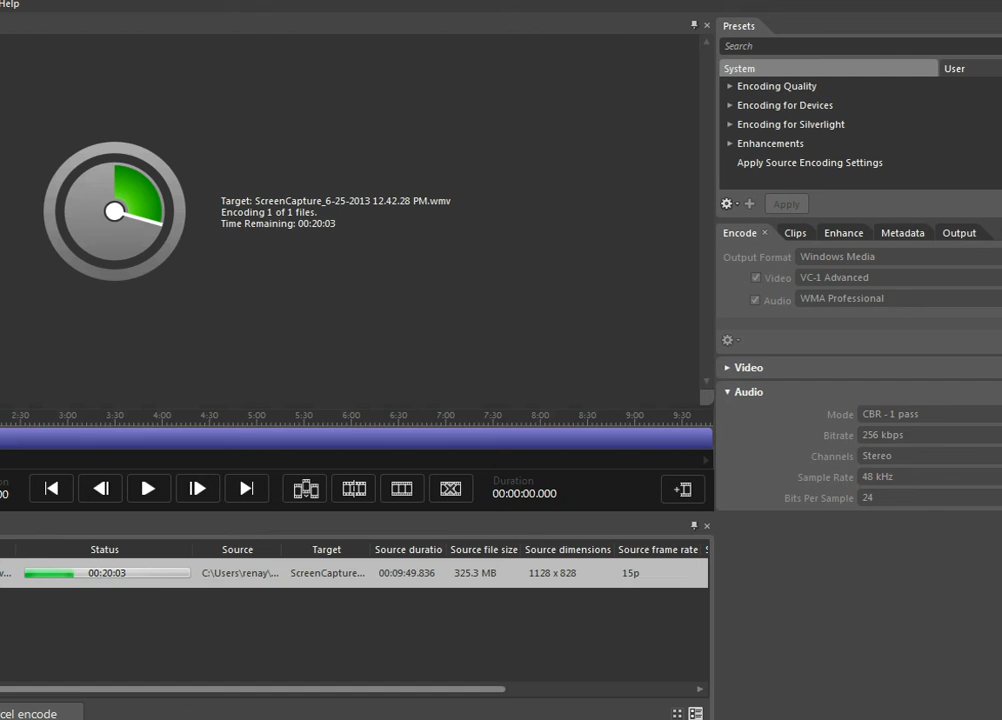 Help
Presets
Search
System User
Encoding Quality
Encoding for Devices
Encoding for Silverlight
Enhancements
Apply Source Encoding Settings
Apply
Target: ScreenCapture_6-25-2013 12.42.28 PM.wmv
Encoding 1 of 1 files.
Time Remaining: 00:20:03
Encode Clips Enhance Metadata Output
Output Format Windows Media
Video VC-1 Advanced
Audio WMA Professional
Video
Audio
Mode CBR - 1 pass
Bitrate 256 kbps
Channels Stereo
Sample Rate 48 kHz
Bits Per Sample 24
2:30 3:00 3:30 4:00 4:30 5:00 5:30 6:00 6:30 7:00 7:30 8:00 8:30 9:00 9:30
Duration
00:00:00.000
Status Source Target Source duratio Source file size Source dimensions Source frame rate
00:20:03 C:\Users\renay\... ScreenCapture... 00:09:49.836 325.3 MB 1128 x 828 15p
cel encode